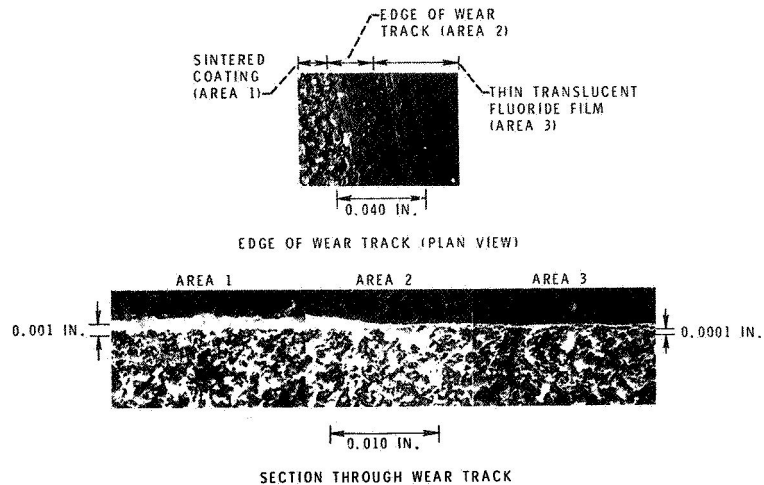 EDGE OF WEAR
TRACK (AREA 2)
SINTERED
COATING
(AREA 1)
THIN TRANSLUCENT
FLUORIDE FILM
(AREA 3)
0.040 IN.
EDGE OF WEAR TRACK (PLAN VIEW)
AREA 1 AREA 2 AREA 3
0.001 IN. 0.0001 IN.
0.010 IN.
SECTION THROUGH WEAR TRACK